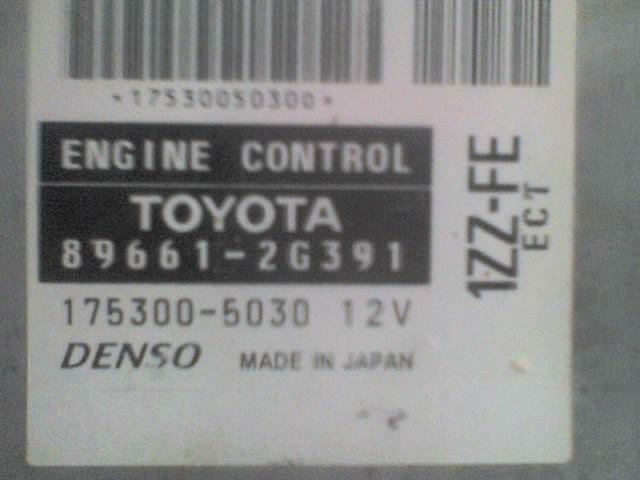 *17530050300*
ENGINE CONTROL
TOYOTA
89661-2G391
175300-5030 12V
DENSO MADE IN JAPAN
1ZZ-FE
ECT